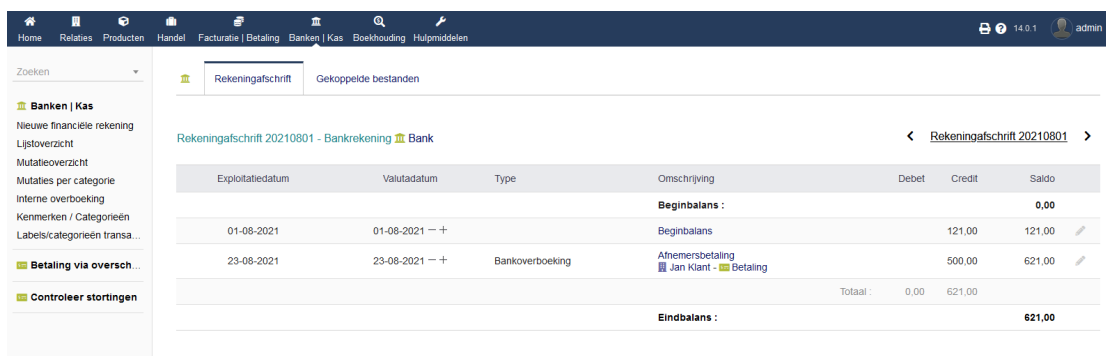 Home Relaties Producten Handel Facturatie | Betaling Banken | Kas Boekhouding Hulpmiddelen 14.0.1 admin
Zoeken
Banken | Kas
Nieuwe financiële rekening
Lijstoverzicht
Mutatieoverzicht
Mutaties per categorie
Interne overboeking
Kenmerken / Categorieën
Labels/categorieën transa...
Betaling via oversch...
Controleer stortingen
Rekeningafschrift Gekoppelde bestanden
Rekeningafschrift 20210801 - Bankrekening Bank
Rekeningafschrift 20210801
Exploitatiedatum Valutadatum Type Omschrijving Debet Credit Saldo
Beginbalans : 0,00
01-08-2021 01-08-2021 Beginbalans 121,00 121,00
23-08-2021 23-08-2021 Bankoverboeking Afnemersbetaling 500,00 621,00
Jan Klant - Betaling
Totaal : 0,00 621,00
Eindbalans : 621,00